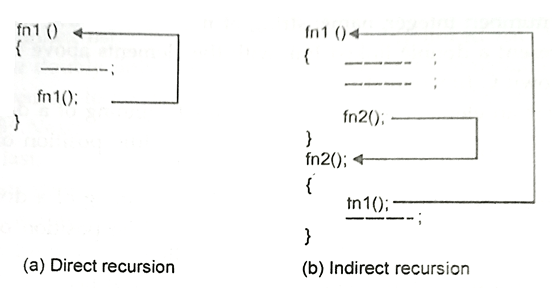 fn1 ()
{
———— ;
fn1();
}
(a) Direct recursion
fn1 ()
{
———— ;
———— ;
fn2();
}
fn2();
{
fn1();
———— ;
}
(b) Indirect recursion